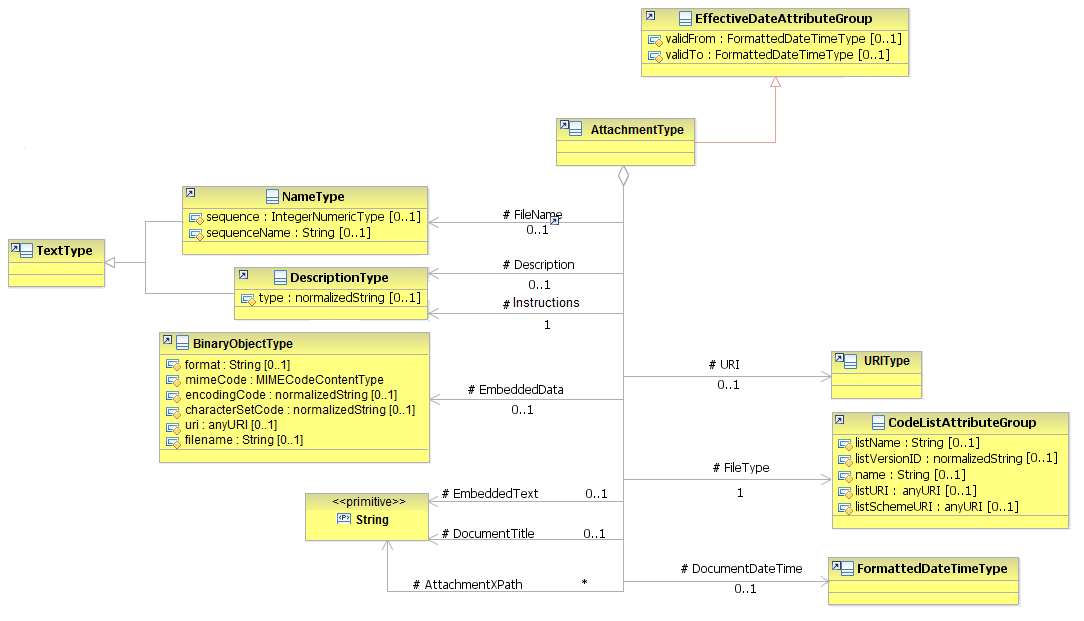 EffectiveDateAttributeGroup
validFrom : FormattedDateTimeType [0..1]
validTo : FormattedDateTimeType [0..1]
AttachmentType
NameType
sequence : IntegerNumericType [0..1]
sequenceName : String [0..1]
# FileName
0..1
TextType
DescriptionType
type : normalizedString [0..1]
# Description
0..1
# Instructions
1
BinaryObjectType
format : String [0..1]
mimeCode : MIMECodeContentType
encodingCode : normalizedString [0..1]
characterSetCode : normalizedString [0..1]
uri : anyURI [0..1]
filename : String [0..1]
# EmbeddedData
0..1
# URI
0..1
URIType
CodeListAttributeGroup
listName : String [0..1]
listVersionID : normalizedString [0..1]
name : String [0..1]
listURI : anyURI [0..1]
listSchemeURI : anyURI [0..1]
# FileType
1
<<primitive>>
<P> String
# EmbeddedText 0..1
# DocumentTitle 0..1
# AttachmentXPath *
# DocumentDateTime
0..1
FormattedDateTimeType